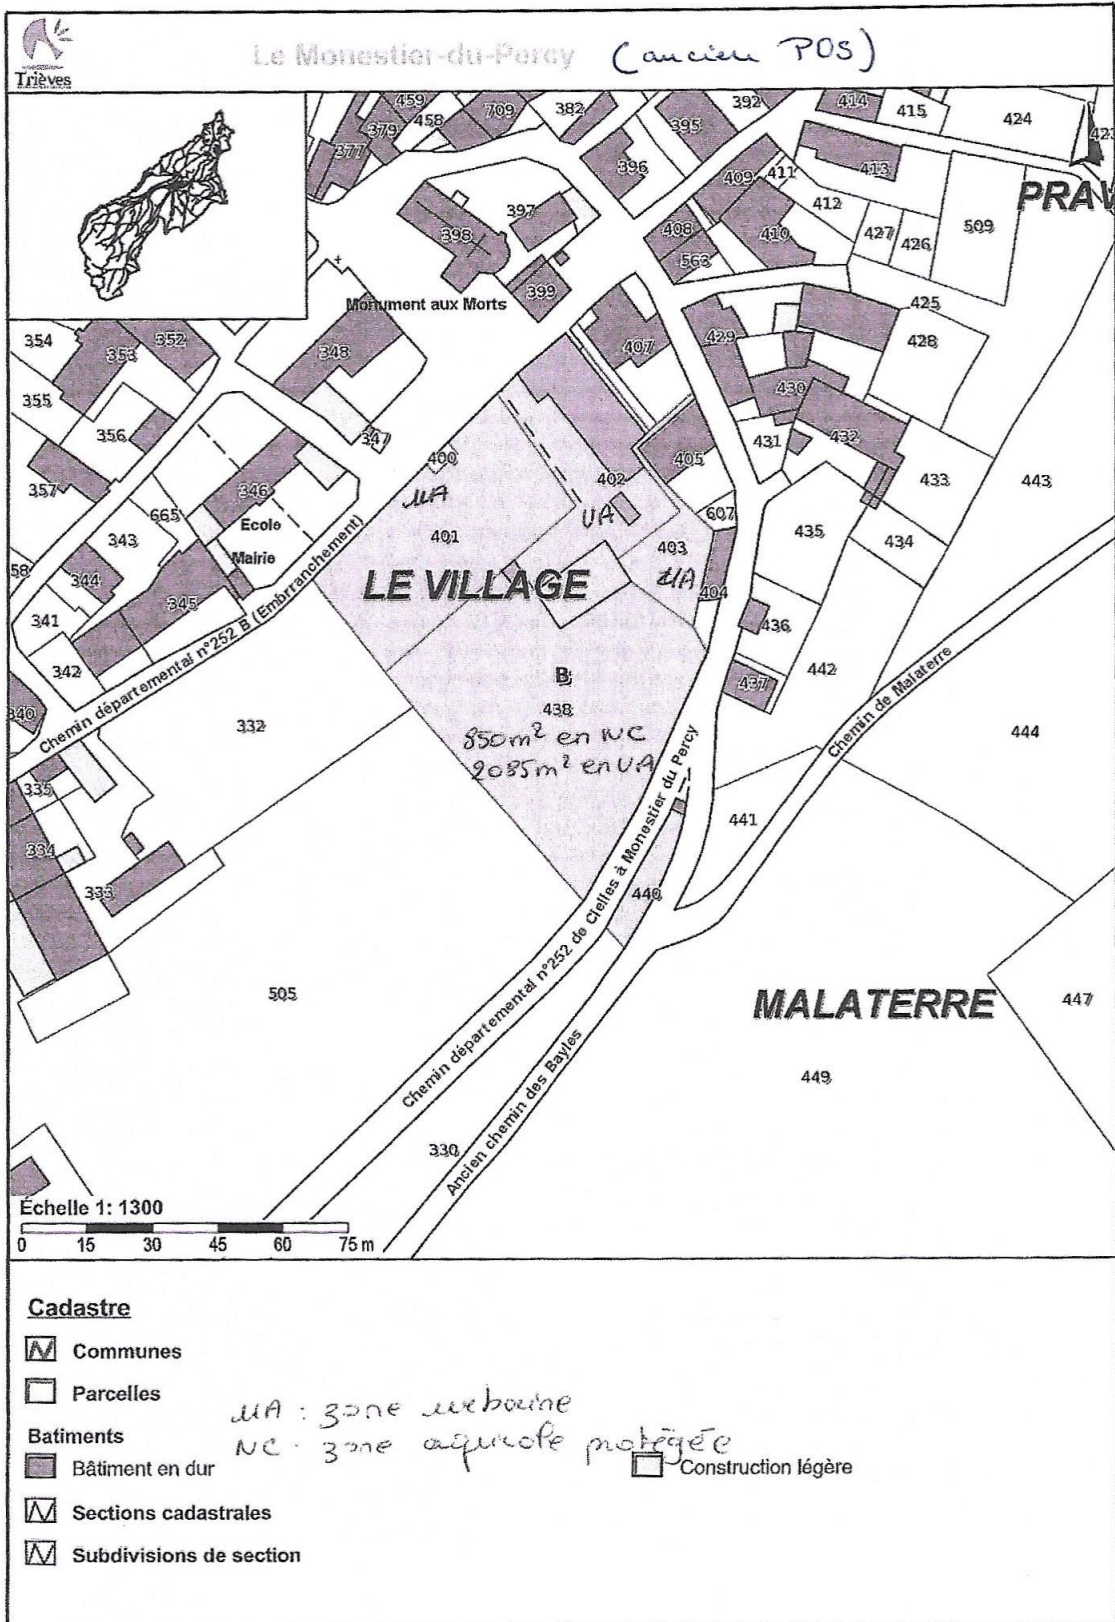 Trièves
Le Monestier-du-Percy (ancien POS)
459
709
382
392
414
415
424
423
379
458
395
377
396
413
PRAV
409
411
397
412
398
509
408
410
427
426
563
399
Monument aux Morts
425
354
352
353
348
407
429
428
355
430
356
347
431
432
400
405
433
443
357
UA
402
346
665
UA
607
435
434
Ecole
401
403
343
Mairie
58
344
LE VILLAGE
UA
404
345
341
436
B
342
442
437
438
340
332
850m² en NC
444
2085m² en UA
Chemin départemental n°252 B (Embrranchement)
Chemin de Malaterre
335
441
334
333
440
505
MALATERRE
447
Chemin départemental n°252 de Clelles à Monestier du Percy
449
Ancien chemin des Bayles
330
Échelle 1: 1300
0 15 30 45 60 75 m
Cadastre
Communes
Parcelles
UA : zone urbaine
NC : zone agricole protégée
Batiments
Bâtiment en dur
Construction légère
Sections cadastrales
Subdivisions de section